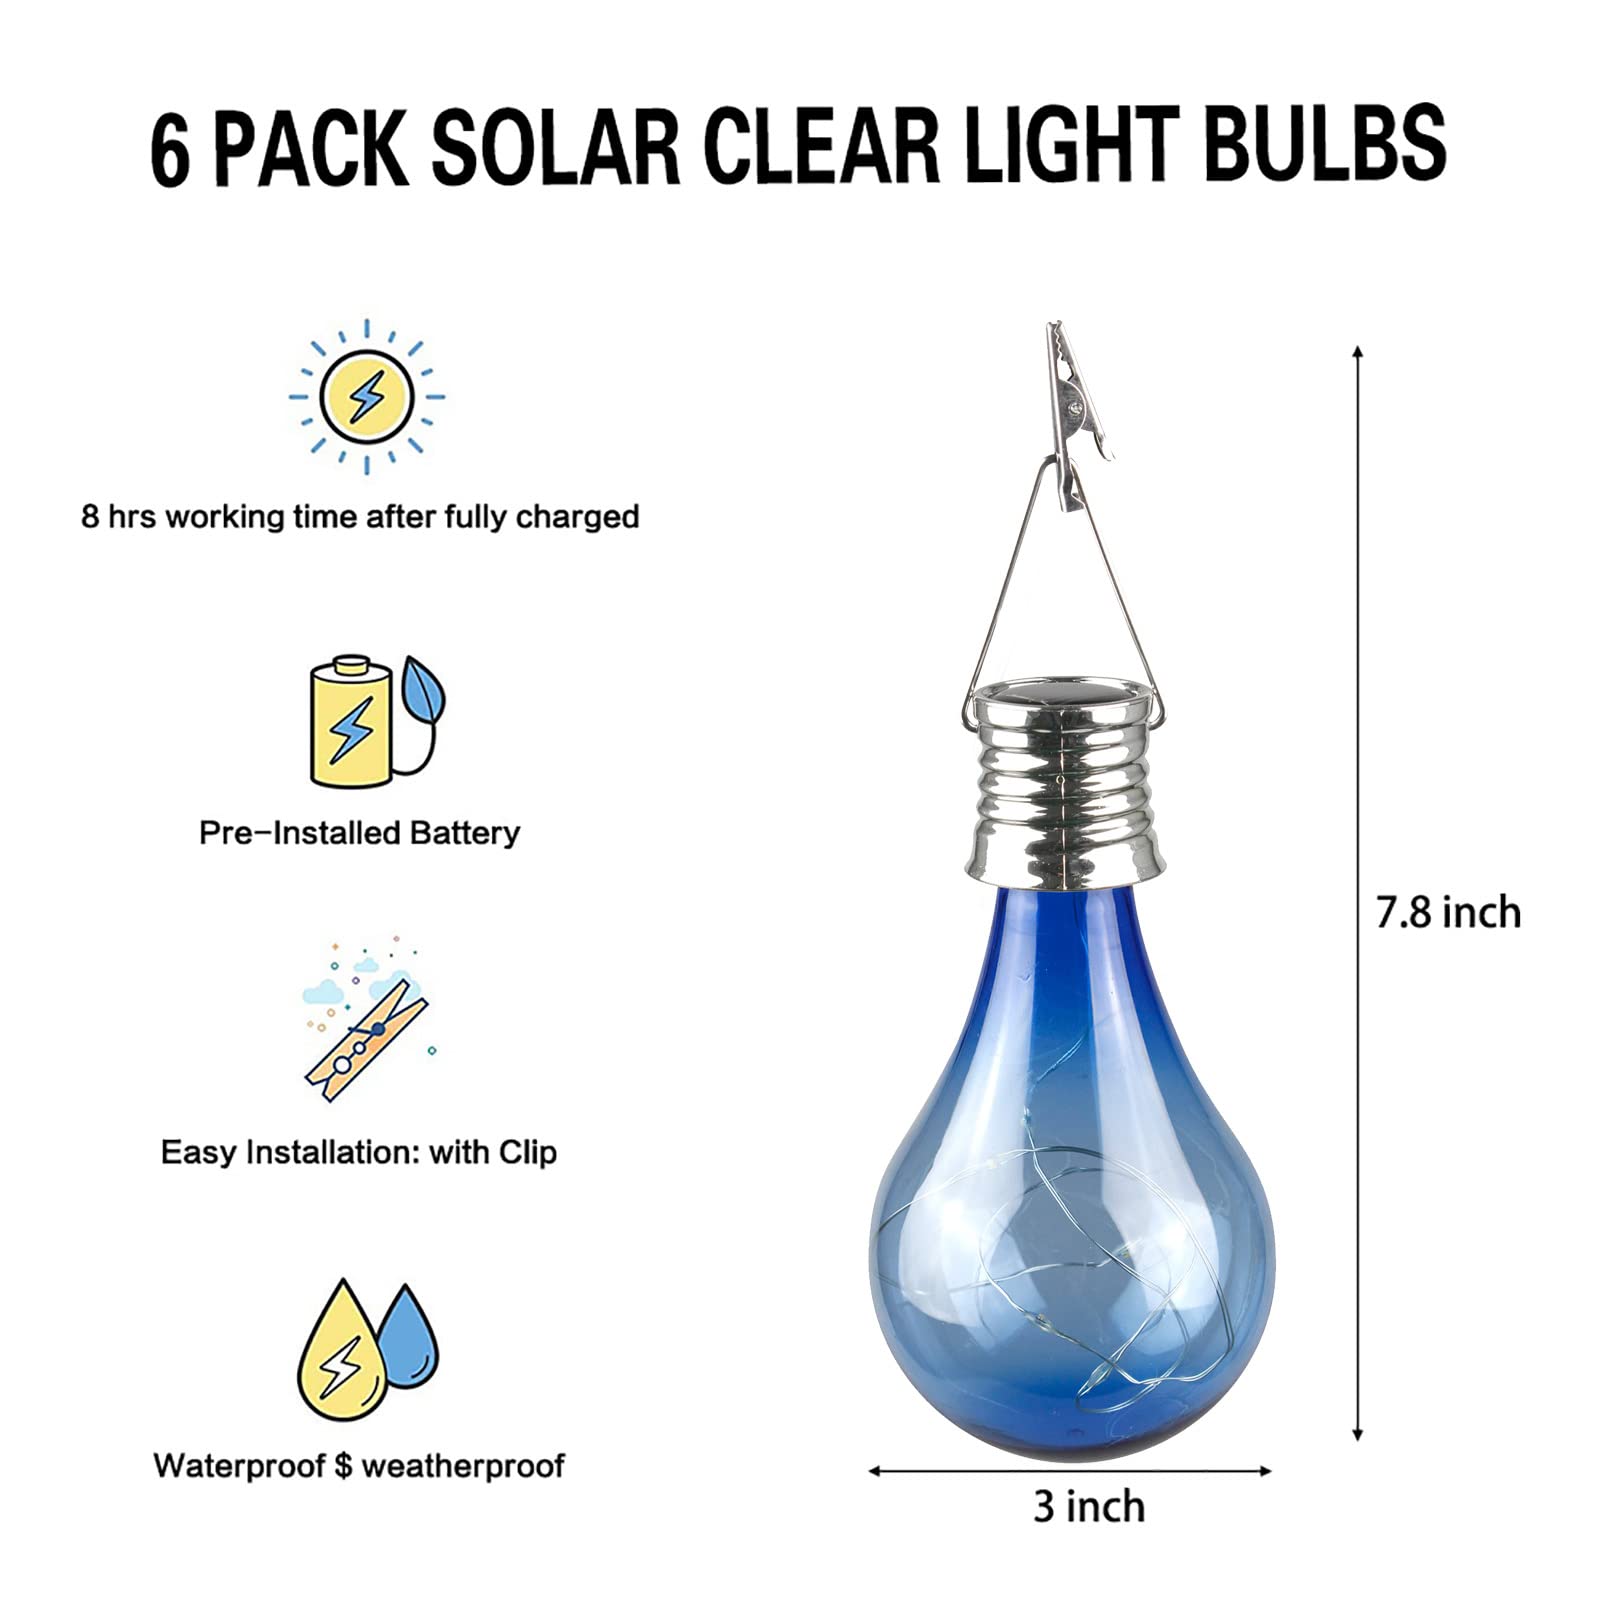 6 PACK SOLAR CLEAR LIGHT BULBS
8 hrs working time after fully charged
Pre-Installed Battery
Easy Installation: with Clip
Waterproof $ weatherproof
7.8 inch
3 inch